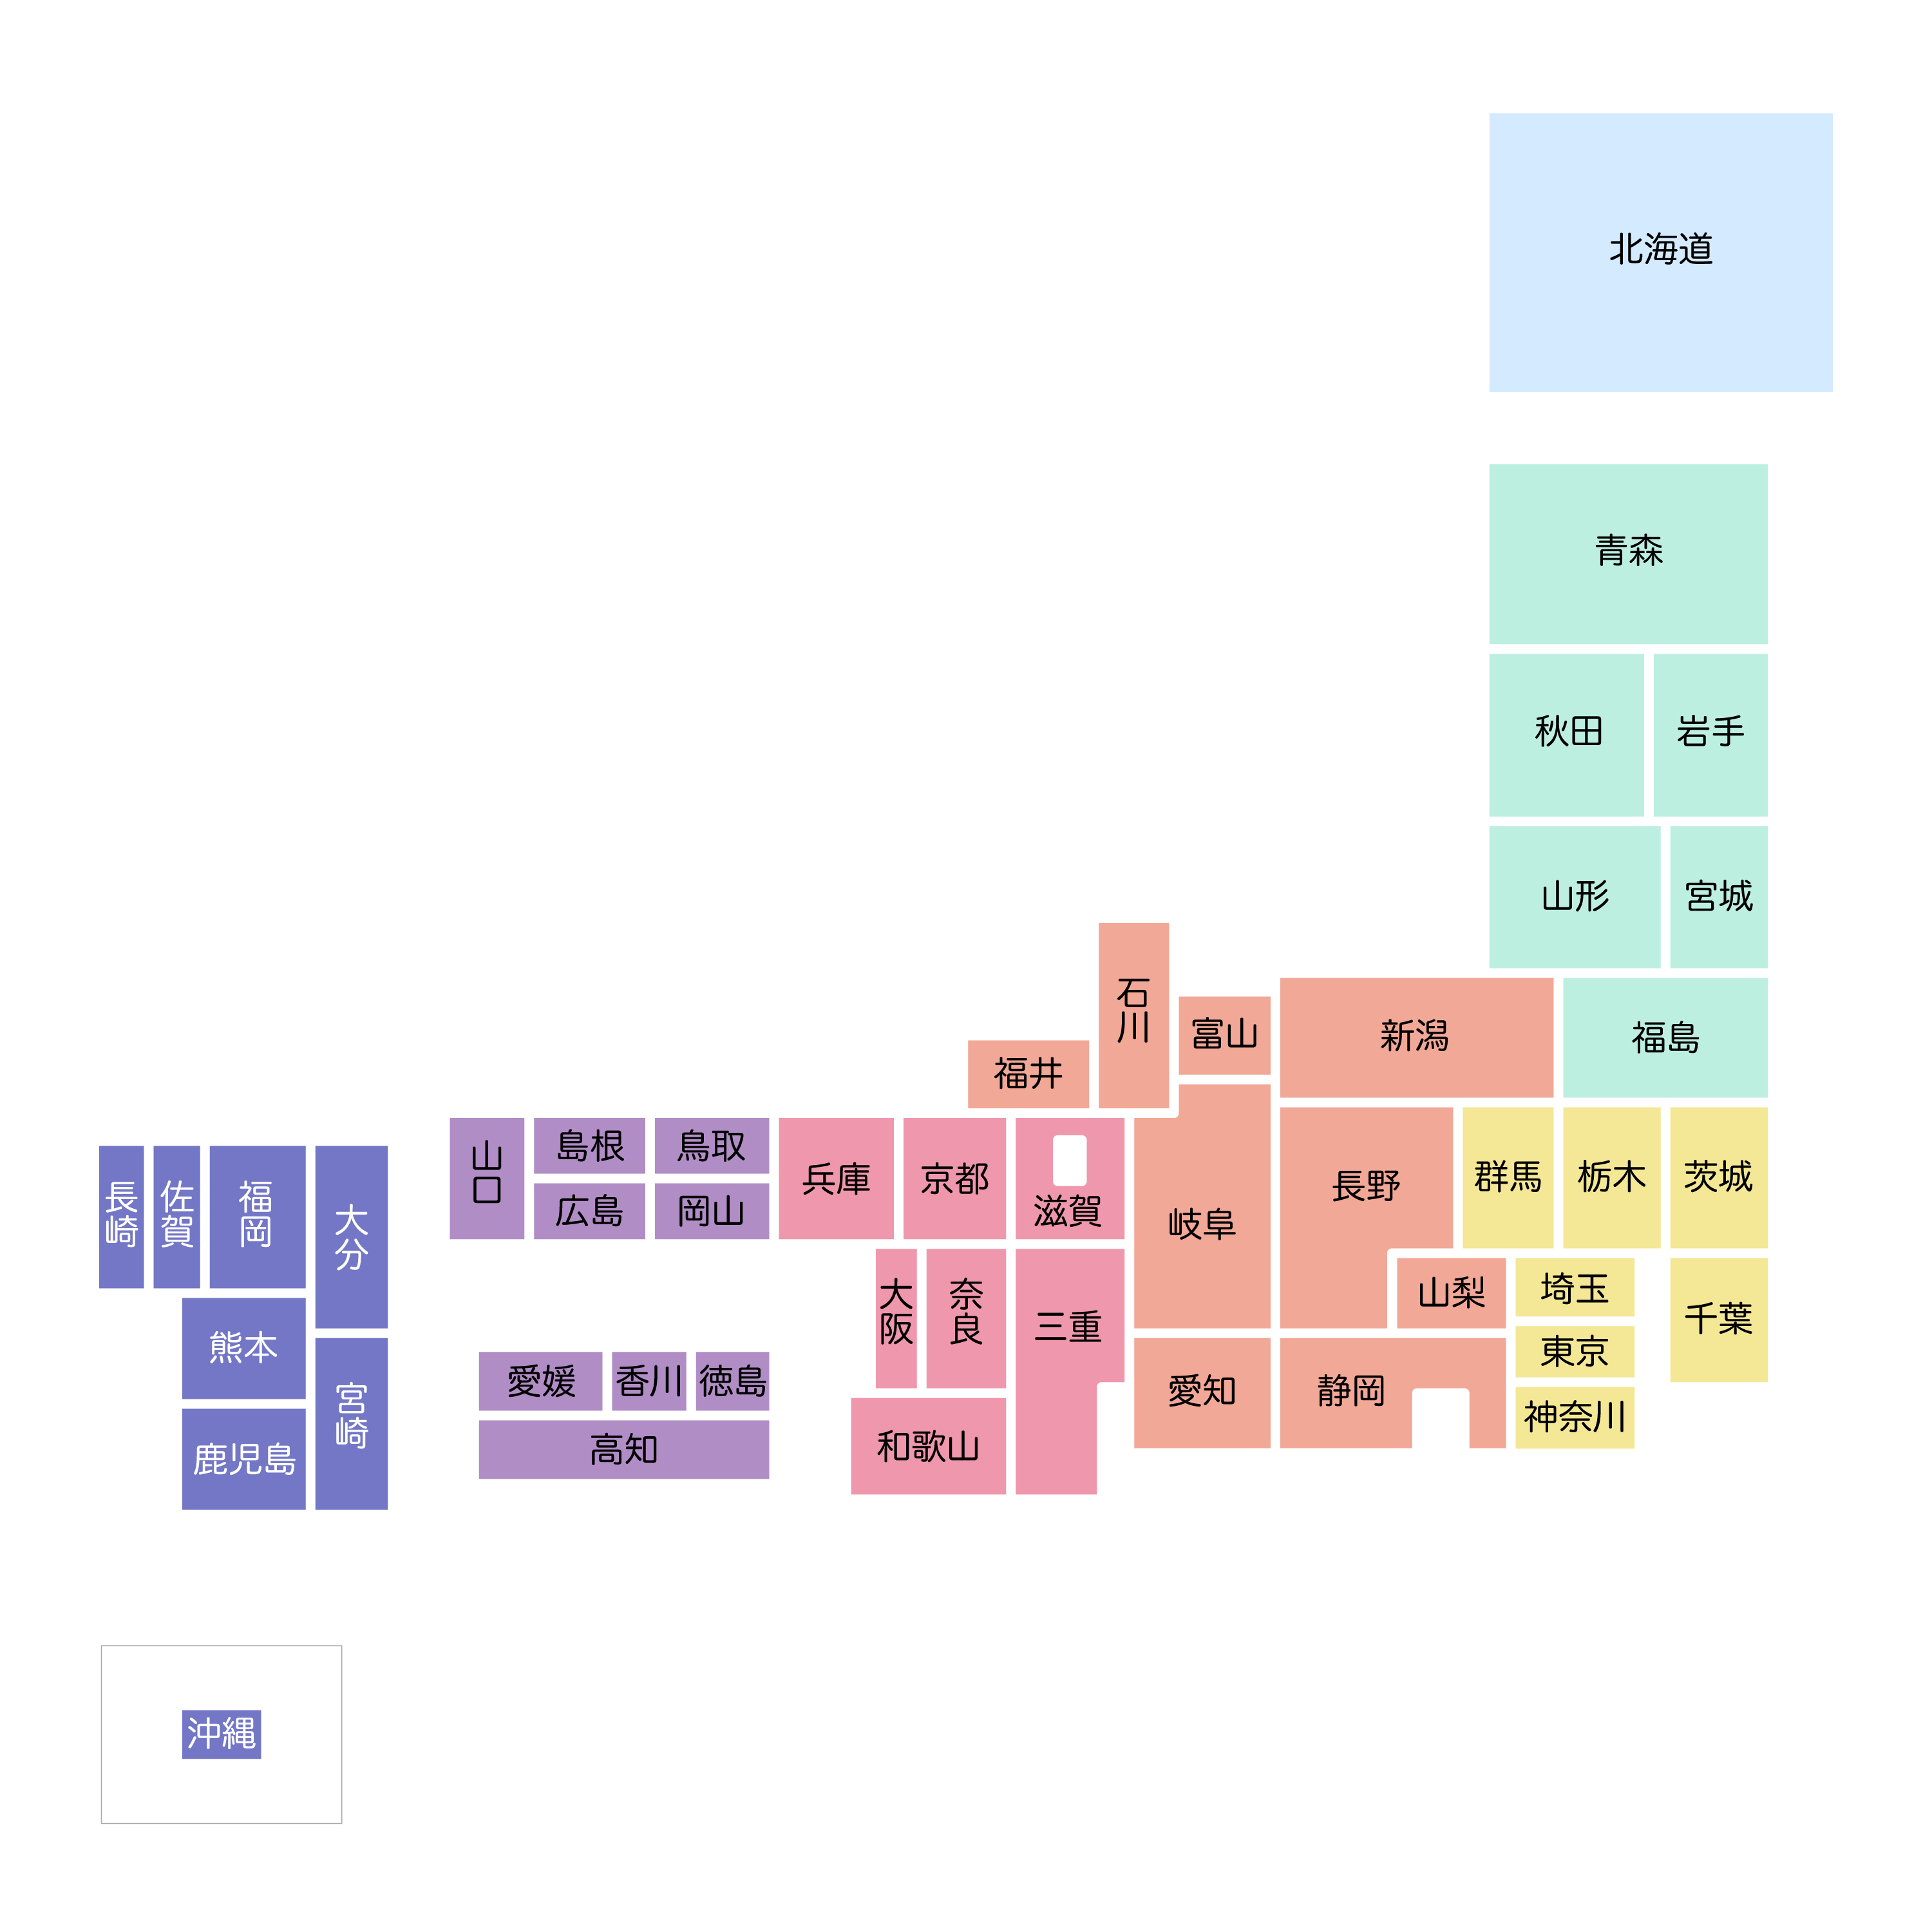 北海道
青森
秋田
岩手
山形
宮城
石川
富山
新潟
福島
福井
山口
島根
鳥取
兵庫
京都
滋賀
岐阜
長野
群馬
栃木
茨城
長崎
佐賀
福岡
大分
広島
岡山
大阪
奈良
三重
山梨
埼玉
千葉
熊本
東京
愛媛
香川
徳島
愛知
静岡
神奈川
宮崎
和歌山
高知
鹿児島
沖縄